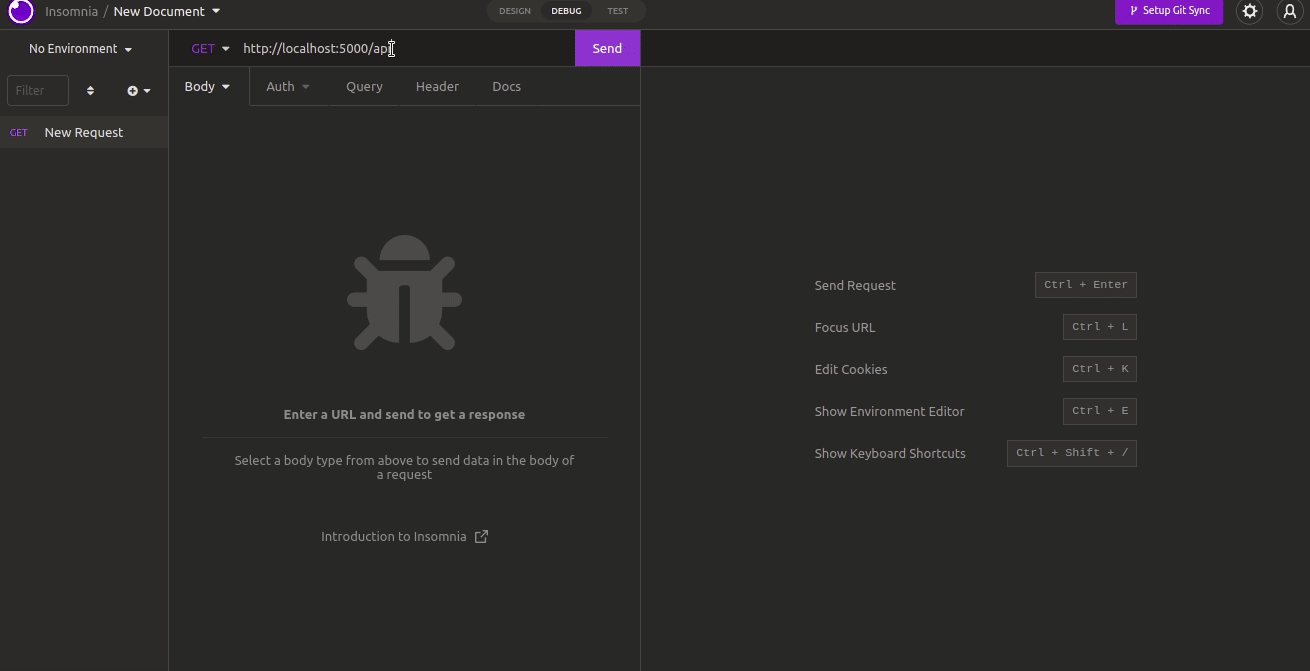 Insomnia / New Document
DESIGN DEBUG TEST
Setup Git Sync
No Environment
GET http://localhost:5000/api
Send
Filter
Body Auth Query Header Docs
GET New Request
Enter a URL and send to get a response
Select a body type from above to send data in the body of
a request
Introduction to Insomnia
Send Request Ctrl + Enter
Focus URL Ctrl + L
Edit Cookies Ctrl + K
Show Environment Editor Ctrl + E
Show Keyboard Shortcuts Ctrl + Shift + /